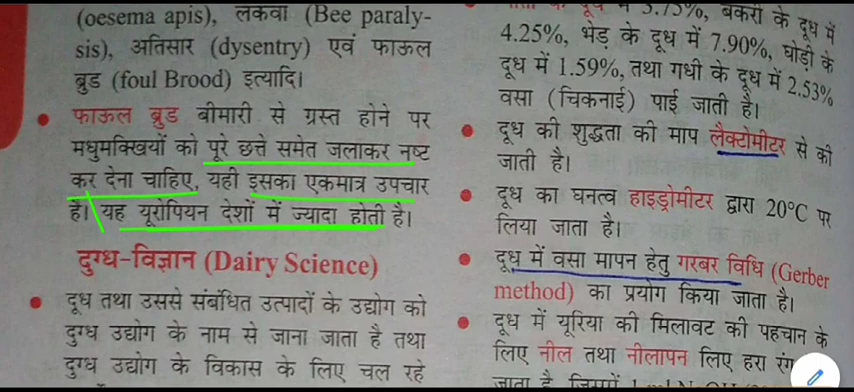 (oesema apis), लकवा (Bee paraly-
sis), अतिसार (dysentry) एवं फाऊल
ब्रुड (foul Brood) इत्यादि।
• फाऊल ब्रुड बीमारी से ग्रस्त होने पर
मधुमक्खियों को पूरे छत्ते समेत जलाकर नष्ट
कर देना चाहिए, यही इसका एकमात्र उपचार
है। यह यूरोपियन देशों में ज्यादा होती है।
दुग्ध-विज्ञान (Dairy Science)
• दूध तथा उससे संबंधित उत्पादों के उद्योग को
दुग्ध उद्योग के नाम से जाना जाता है तथा
दुग्ध उद्योग के विकास के लिए चल रहे
में 3.75%, बकरी के दूध में
4.25%, भेड़ के दूध में 7.90%, घोड़ी के
दूध में 1.59%, तथा गधी के दूध में 2.53%
वसा (चिकनाई) पाई जाती है।
• दूध की शुद्धता की माप लैक्टोमीटर से की
जाती है।
• दूध का घनत्व हाइड्रोमीटर द्वारा 20°C पर
लिया जाता है।
• दूध में वसा मापन हेतु गरबर विधि (Gerber
method) का प्रयोग किया जाता है।
• दूध में यूरिया की मिलावट की पहचान के
लिए नील तथा नीलापन लिए हरा रंग
जाता है